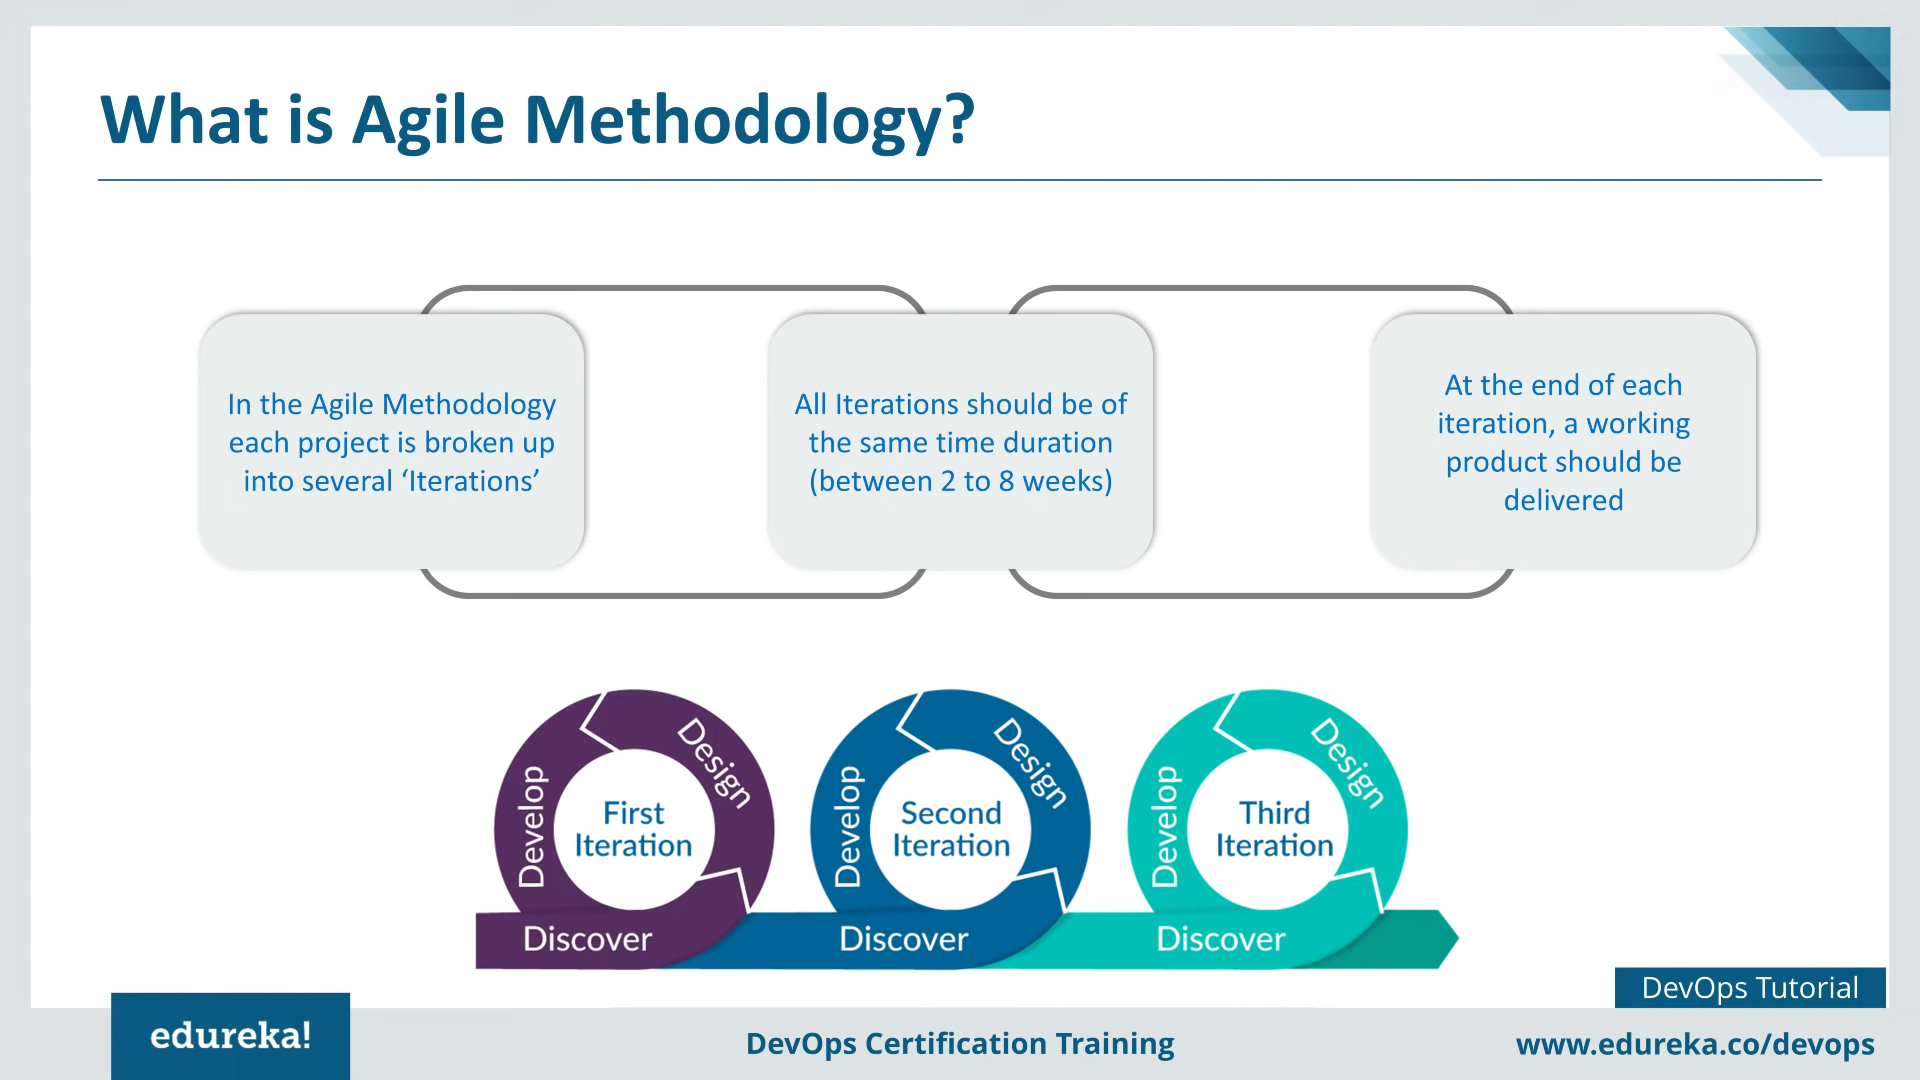 What is Agile Methodology?
In the Agile Methodology
each project is broken up
into several ‘Iterations’
All Iterations should be of
the same time duration
(between 2 to 8 weeks)
At the end of each
iteration, a working
product should be
delivered
Develop
Design
First
Iteration
Discover
Develop
Design
Second
Iteration
Discover
Develop
Design
Third
Iteration
Discover
DevOps Tutorial
edureka!
DevOps Certification Training
www.edureka.co/devops